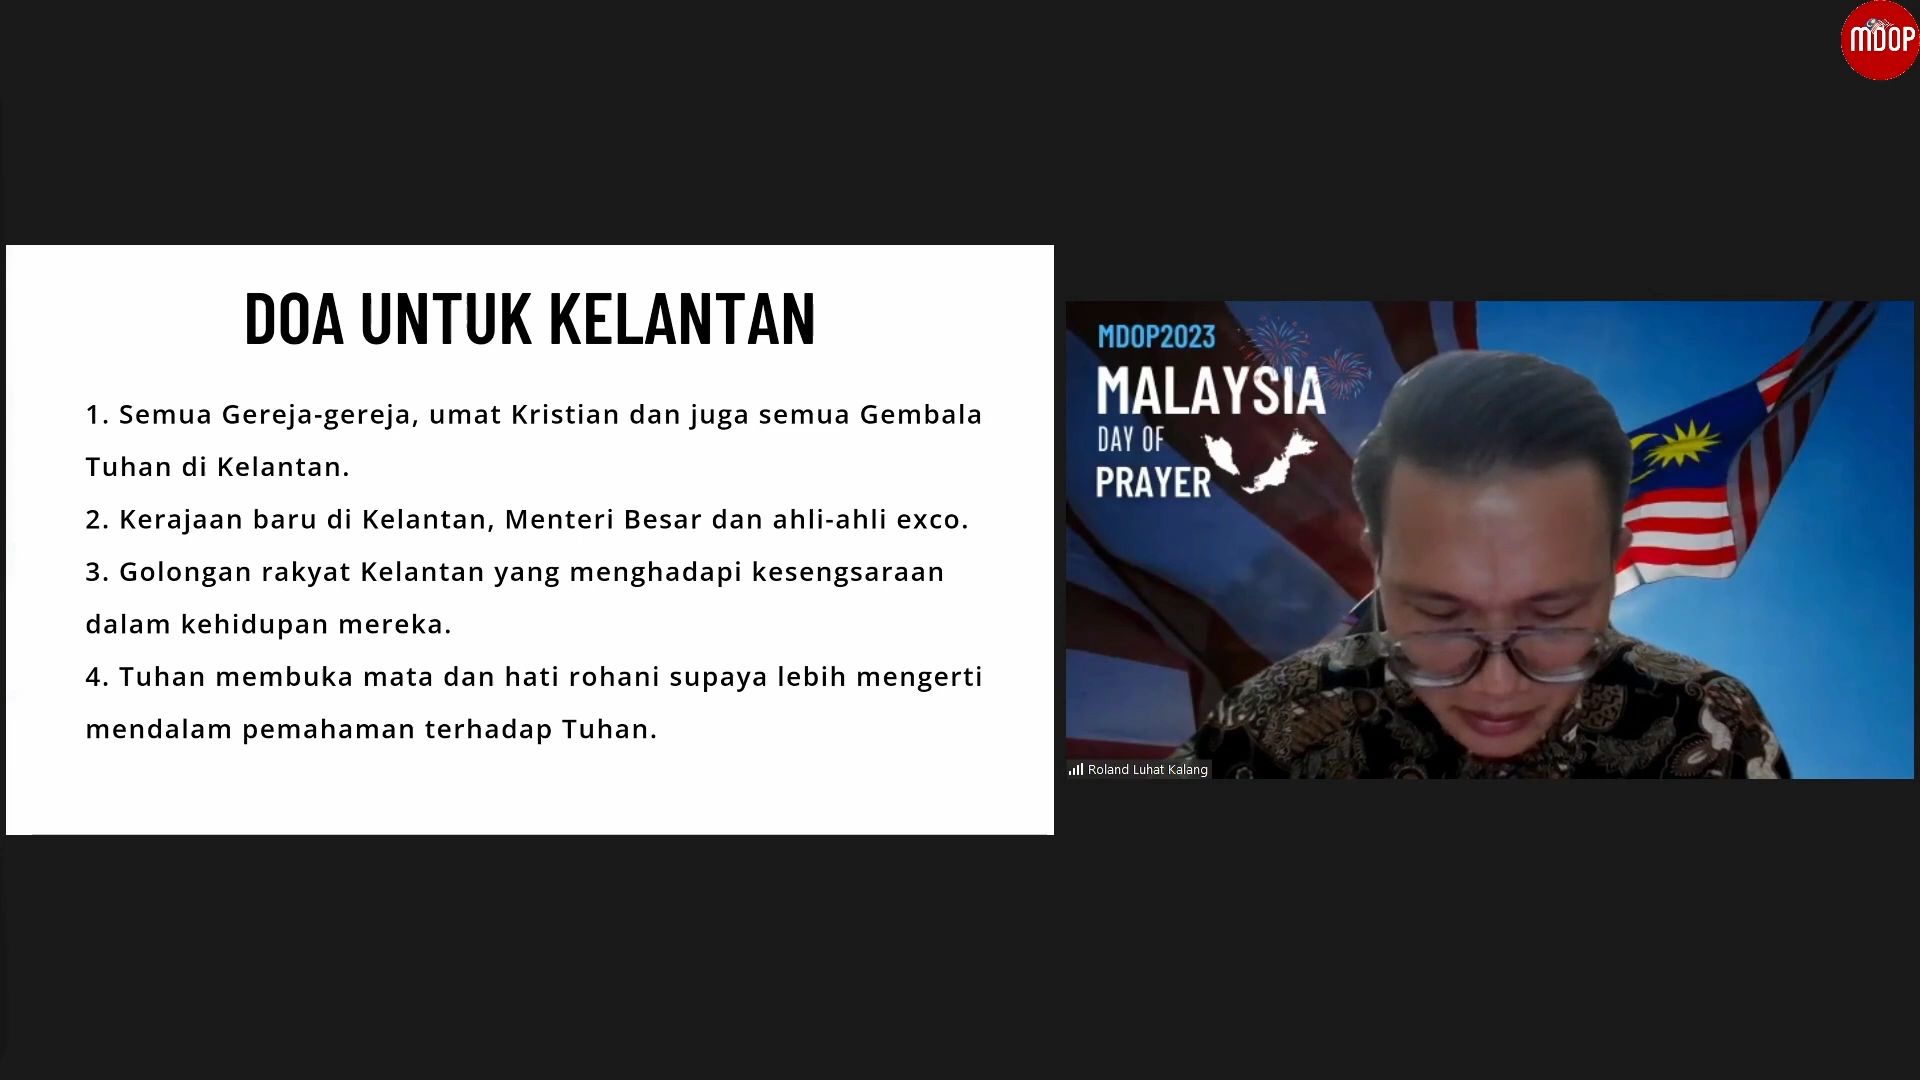 MDOP
DOA UNTUK KELANTAN
1. Semua Gereja-gereja, umat Kristian dan juga semua Gembala
Tuhan di Kelantan.
2. Kerajaan baru di Kelantan, Menteri Besar dan ahli-ahli exco.
3. Golongan rakyat Kelantan yang menghadapi kesengsaraan
dalam kehidupan mereka.
4. Tuhan membuka mata dan hati rohani supaya lebih mengerti
mendalam pemahaman terhadap Tuhan.
MDOP2023
MALAYSIA
DAY OF
PRAYER
Roland Luhat Kalang